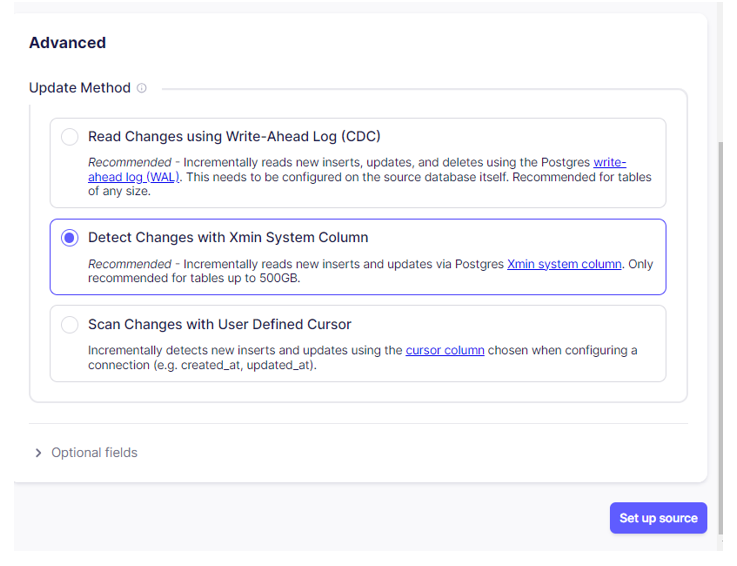 Advanced
Update Method
Read Changes using Write-Ahead Log (CDC)
Recommended - Incrementally reads new inserts, updates, and deletes using the Postgres write-
ahead log (WAL). This needs to be configured on the source database itself. Recommended for tables
of any size.
Detect Changes with Xmin System Column
Recommended - Incrementally reads new inserts and updates via Postgres Xmin system column. Only
recommended for tables up to 500GB.
Scan Changes with User Defined Cursor
Incrementally detects new inserts and updates using the cursor column chosen when configuring a
connection (e.g. created_at, updated_at).
Optional fields
Set up source